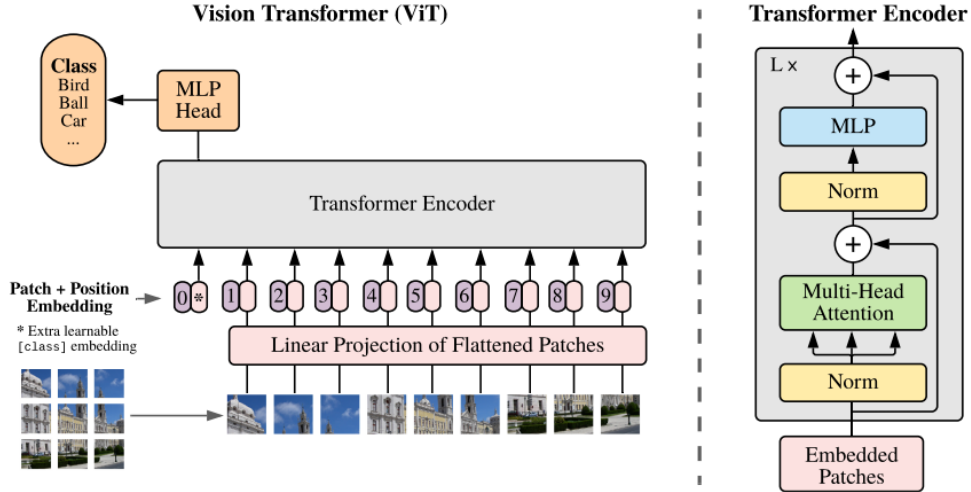 Vision Transformer (ViT)
Class
Bird
Ball
Car
...
MLP
Head
Transformer Encoder
Patch + Position
Embedding
* Extra learnable
[class] embedding
0 * 1 2 3 4 5 6 7 8 9
Linear Projection of Flattened Patches
Transformer Encoder
L ×
+
MLP
Norm
+
Multi-Head
Attention
Norm
Embedded
Patches